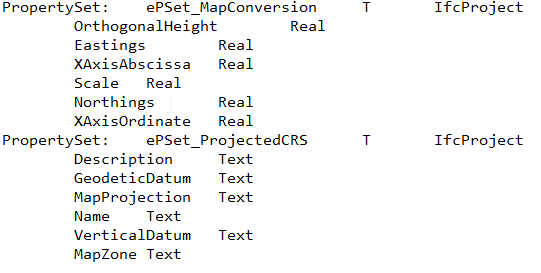 PropertySet:	ePSet_MapConversion	T	IfcProject
	OrthogonalHeight	Real
	Eastings	Real
	XAxisAbscissa	Real
	Scale	Real
	Northings	Real
	XAxisOrdinate	Real
PropertySet:	ePSet_ProjectedCRS	T	IfcProject
	Description	Text
	GeodeticDatum	Text
	MapProjection	Text
	Name	Text
	VerticalDatum	Text
	MapZone	Text